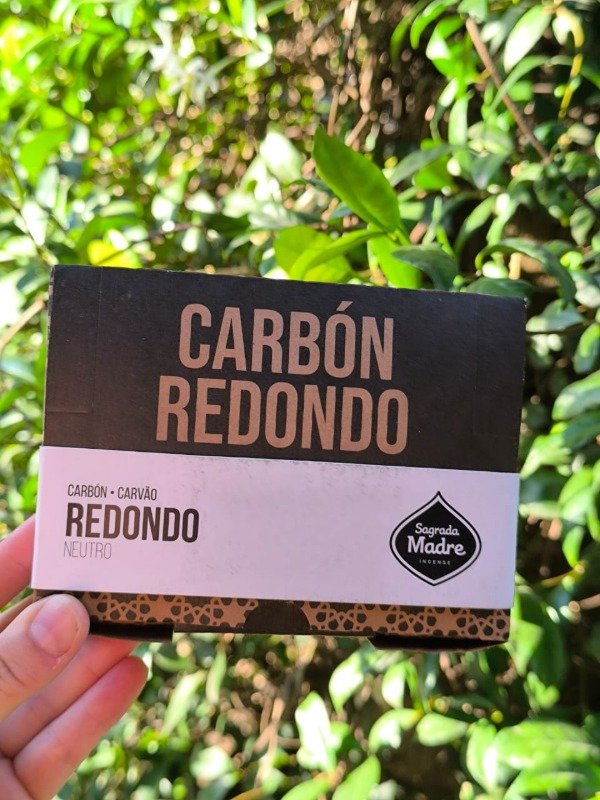 CARBÓN
REDONDO
CARBÓN • CARVÃO
REDONDO
NEUTRO
Sagrada
Madre
INCENSE